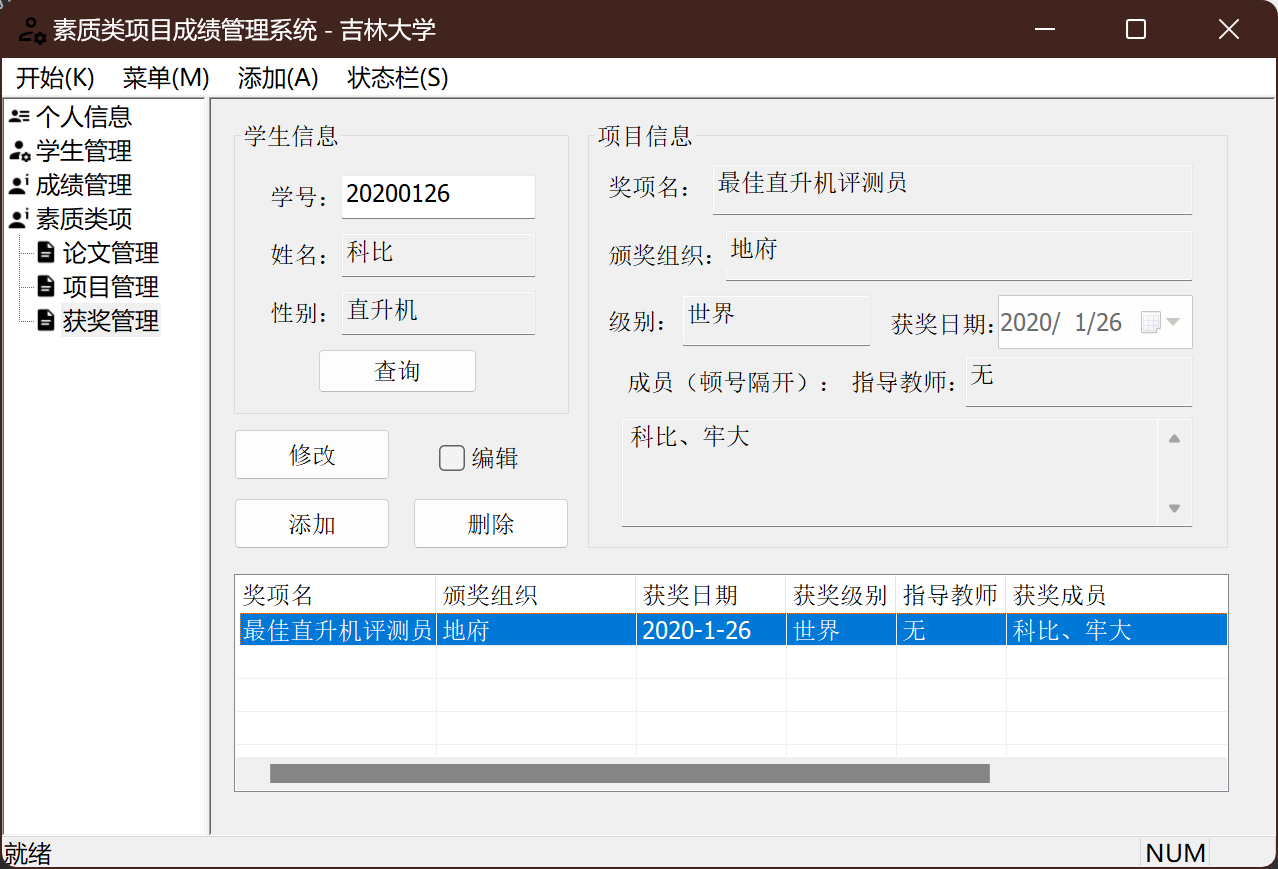 素质类项目成绩管理系统 - 吉林大学
开始(K) 菜单(M) 添加(A) 状态栏(S)
个人信息
学生管理
成绩管理
素质类项
论文管理
项目管理
获奖管理
学生信息
学号： 20200126
姓名： 科比
性别： 直升机
查询
修改
编辑
添加
删除
项目信息
奖项名： 最佳直升机评测员
颁奖组织： 地府
级别： 世界
获奖日期: 2020/ 1/26
成员（顿号隔开）：
指导教师: 无
科比、牢大
奖项名 颁奖组织 获奖日期 获奖级别 指导教师 获奖成员
最佳直升机评测员 地府 2020-1-26 世界 无 科比、牢大
就绪
NUM